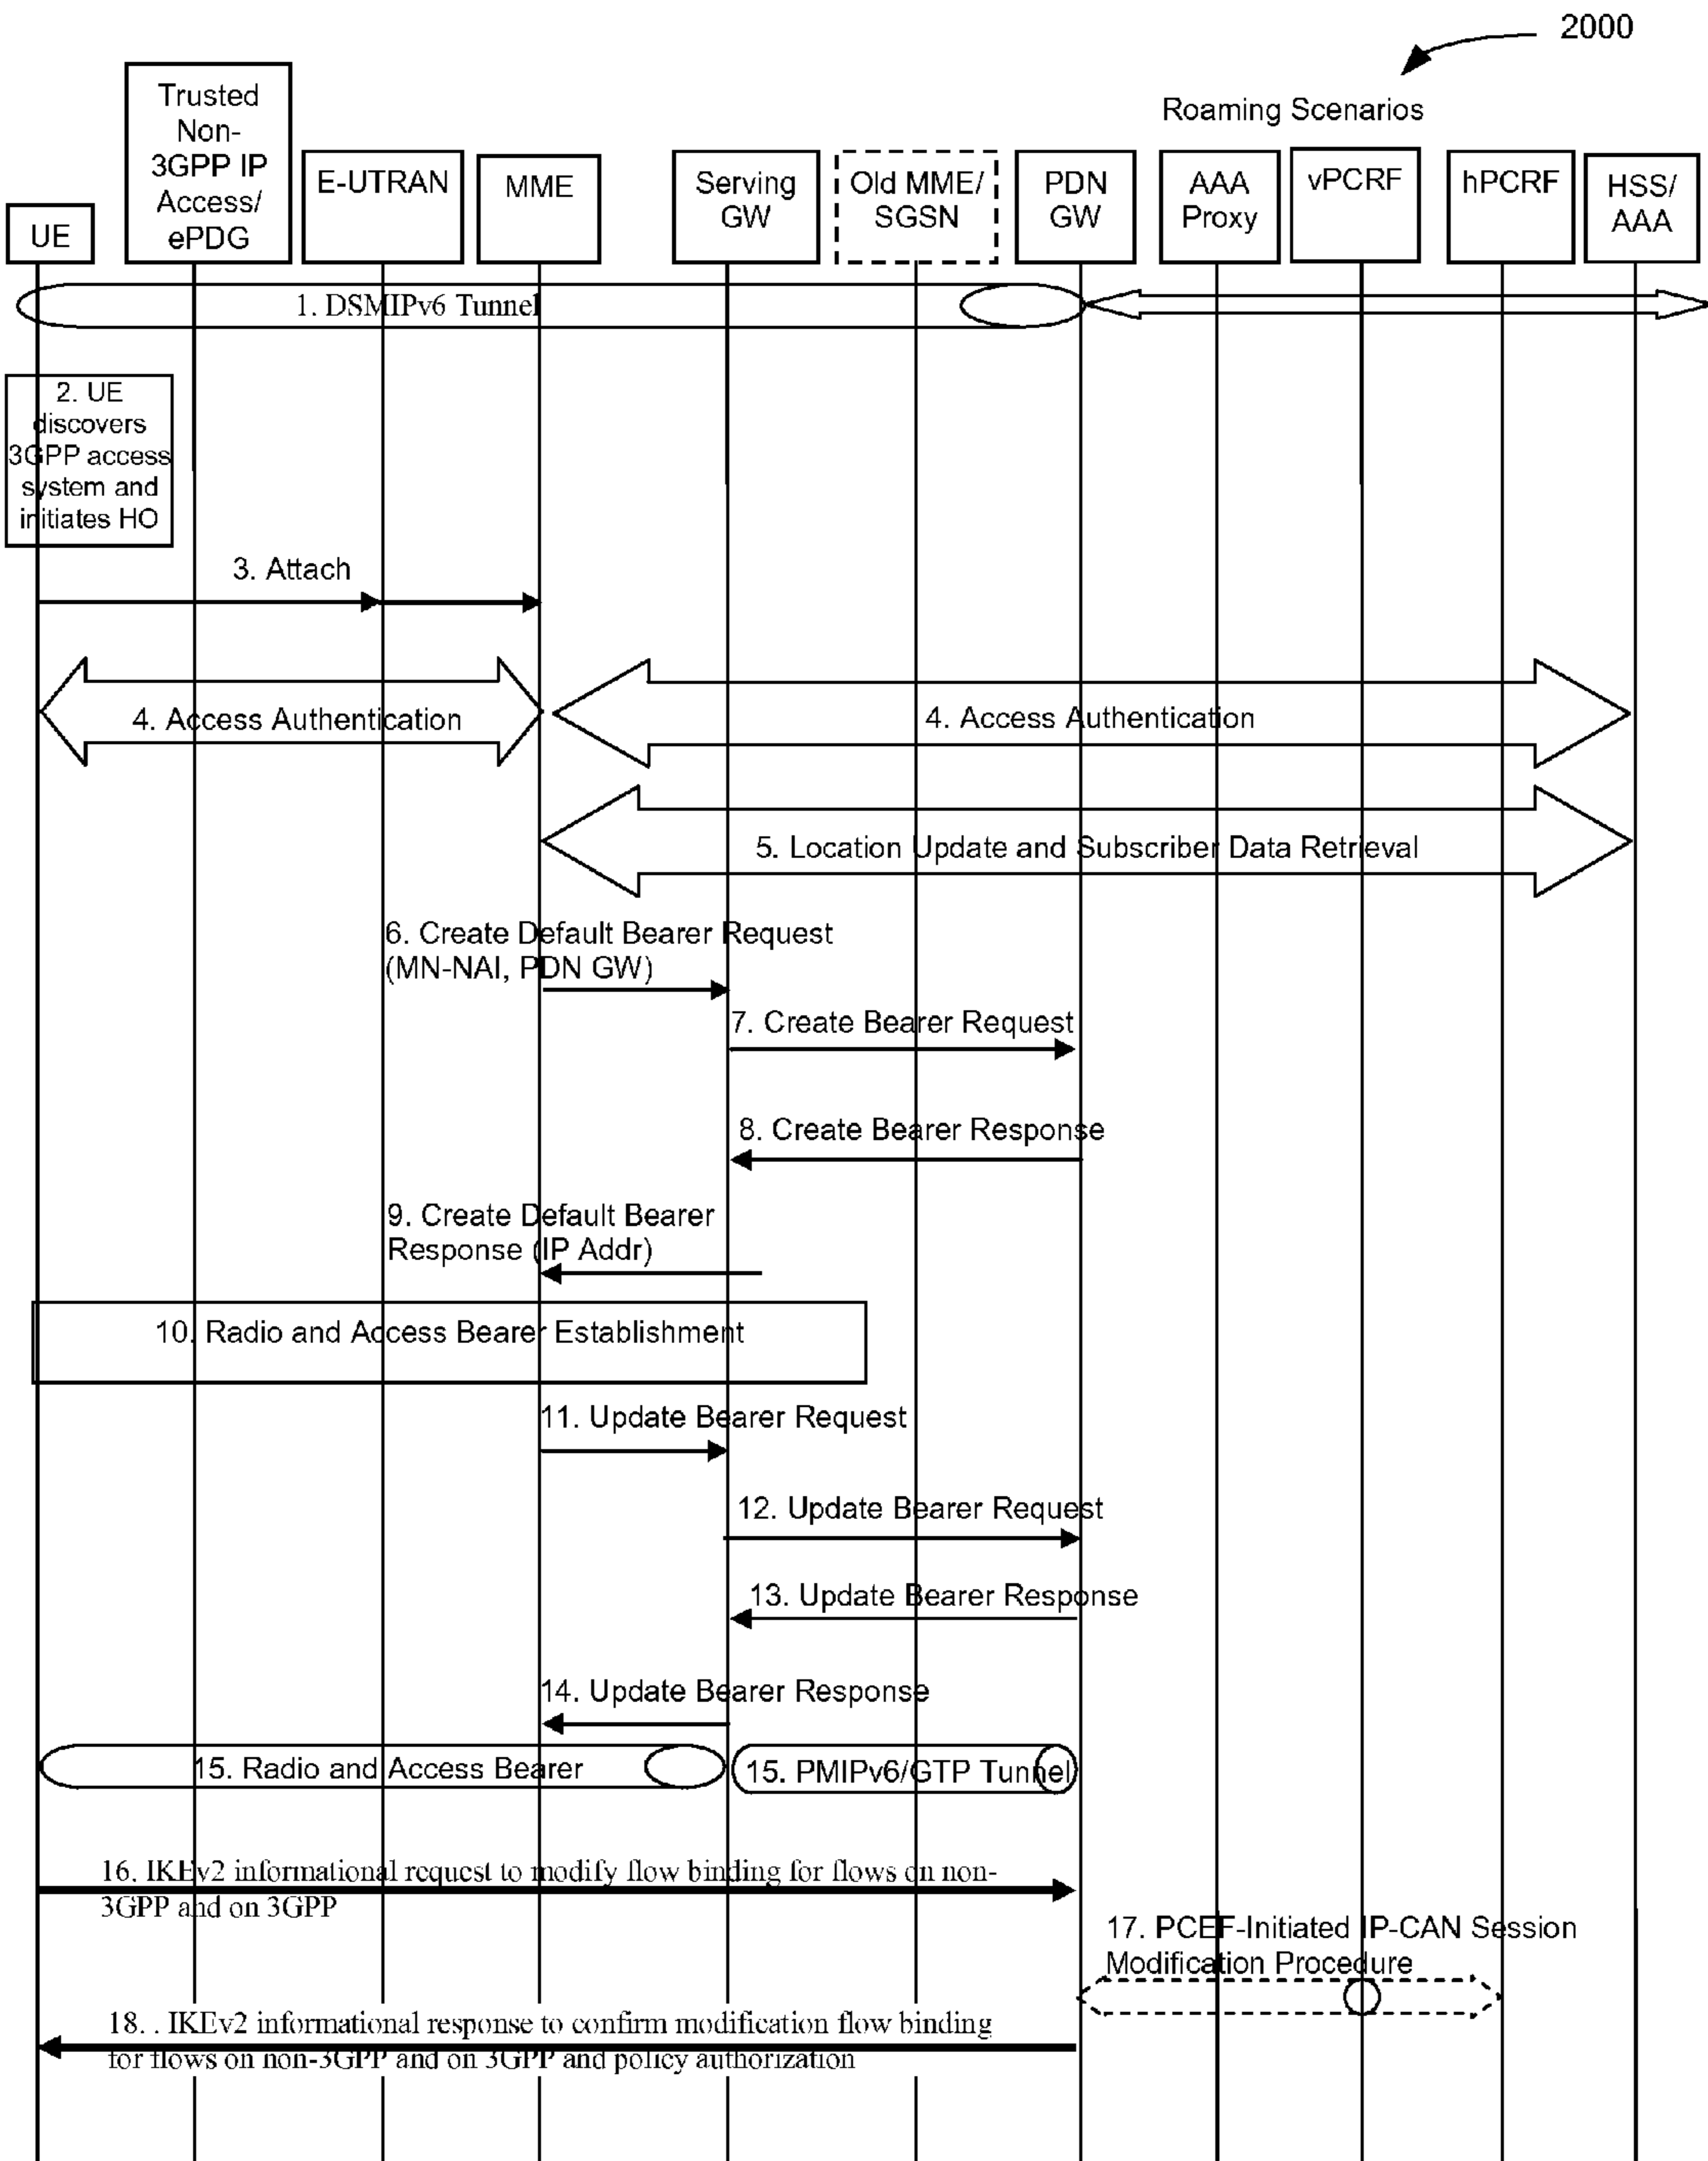 2000
Roaming Scenarios
UE
Trusted
Non-
3GPP IP
Access/
ePDG
E-UTRAN
MME
Serving
GW
Old MME/
SGSN
PDN
GW
AAA
Proxy
vPCRF
hPCRF
HSS/
AAA
1. DSMIPv6 Tunnel
2. UE
discovers
3GPP access
system and
initiates HO
3. Attach
4. Access Authentication
4. Access Authentication
5. Location Update and Subscriber Data Retrieval
6. Create Default Bearer Request
(MN-NAI, PDN GW)
7. Create Bearer Request
8. Create Bearer Response
9. Create Default Bearer
Response (IP Addr)
10. Radio and Access Bearer Establishment
11. Update Bearer Request
12. Update Bearer Request
13. Update Bearer Response
14. Update Bearer Response
15. Radio and Access Bearer
15. PMIPv6/GTP Tunnel
16. IKEv2 informational request to modify flow binding for flows on non-
3GPP and on 3GPP
17. PCEF-Initiated IP-CAN Session
Modification Procedure
18. . IKEv2 informational response to confirm modification flow binding
for flows on non-3GPP and on 3GPP and policy authorization